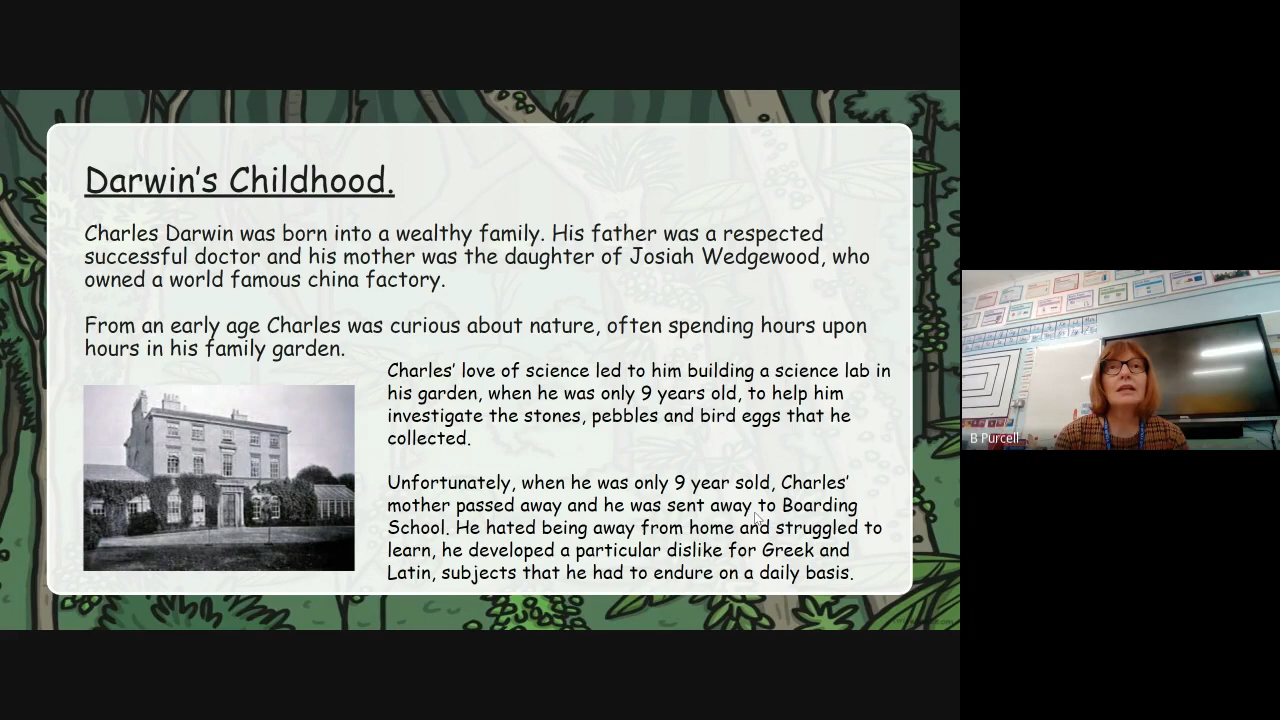 Darwin's Childhood.
Charles Darwin was born into a wealthy family. His father was a respected
successful doctor and his mother was the daughter of Josiah Wedgewood, who
owned a world famous china factory.
From an early age Charles was curious about nature, often spending hours upon
hours in his family garden.
Charles' love of science led to him building a science lab in
his garden, when he was only 9 years old, to help him
investigate the stones, pebbles and bird eggs that he
collected.
Unfortunately, when he was only 9 year sold, Charles'
mother passed away and he was sent away to Boarding
School. He hated being away from home and struggled to
learn, he developed a particular dislike for Greek and
Latin, subjects that he had to endure on a daily basis.
B Purcell